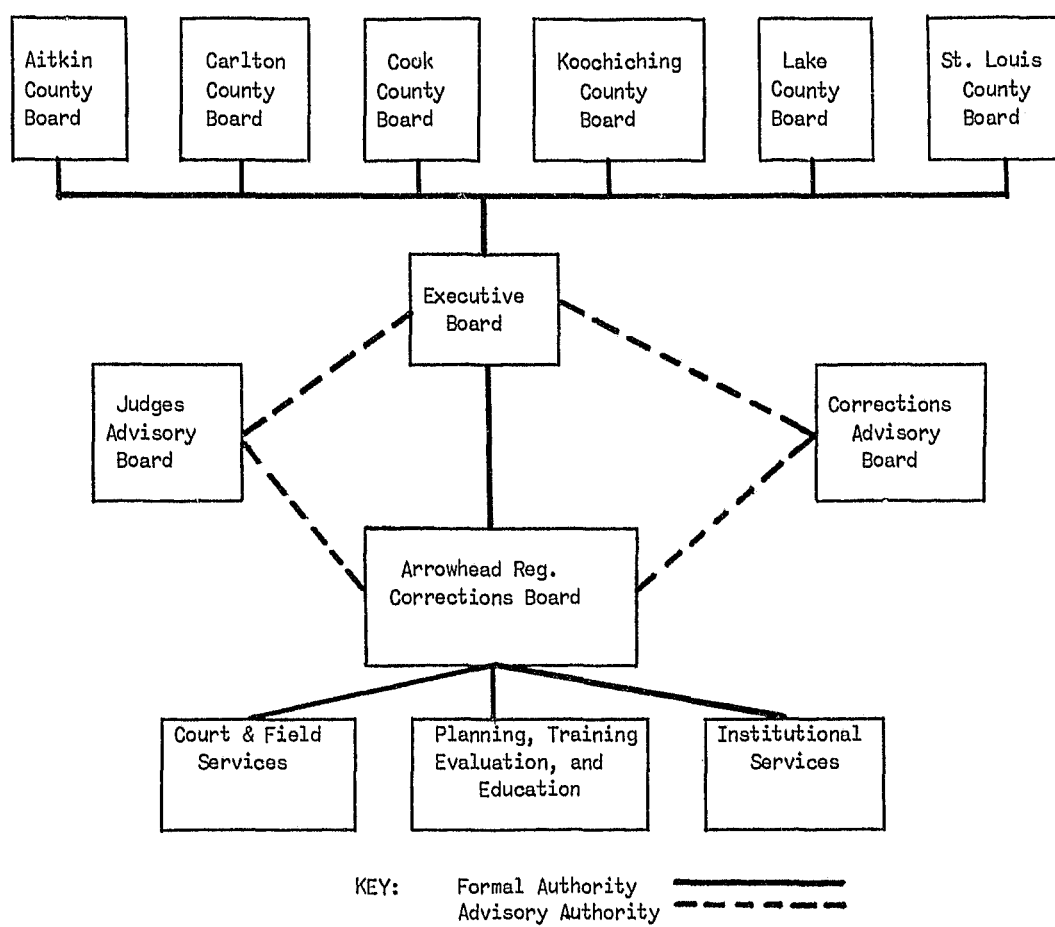 Aitkin
County
Board
Carlton
County
Board
Cook
County
Board
Koochiching
County
Board
Lake
County
Board
St. Louis
County
Board
Executive
Board
Judges
Advisory
Board
Corrections
Advisory
Board
Arrowhead Reg.
Corrections Board
Court & Field
Services
Planning, Training
Evaluation, and
Education
Institutional
Services
KEY: Formal Authority
Advisory Authority